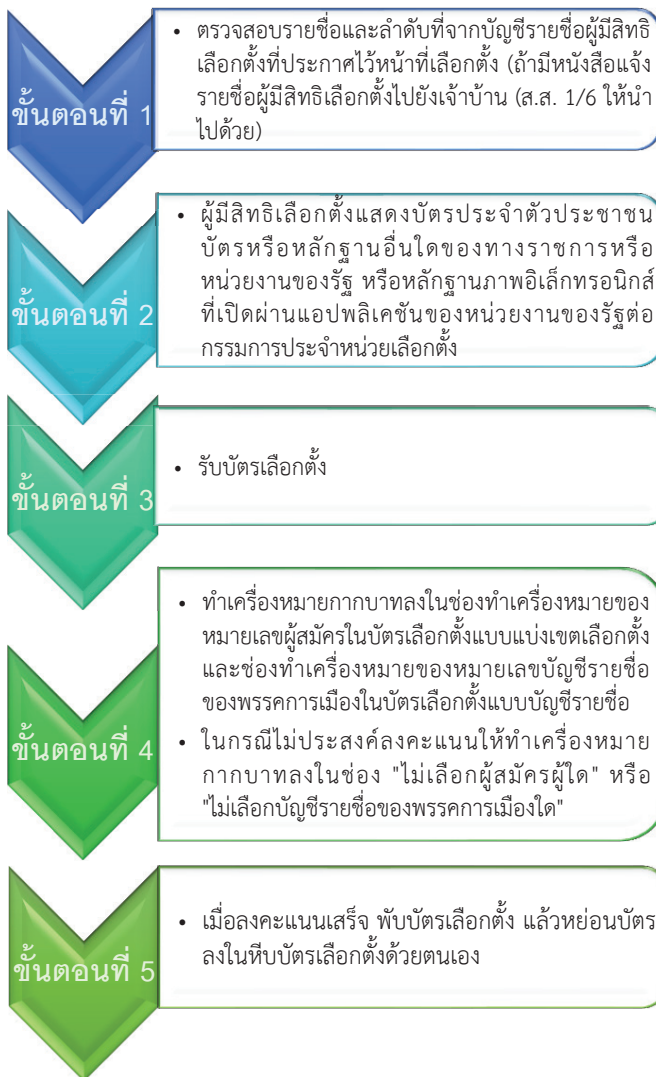 ขั้นตอนที่ 1
• ตรวจสอบรายชื่อและลำดับที่จากบัญชีรายชื่อผู้มีสิทธิ
เลือกตั้งที่ประกาศไว้หน้าที่เลือกตั้ง (ถ้ามีหนังสือแจ้ง
รายชื่อผู้มีสิทธิเลือกตั้งไปยังเจ้าบ้าน (ส.ส. 1/6 ให้นำ
ไปด้วย)
ขั้นตอนที่ 2
• ผู้มีสิทธิเลือกตั้งแสดงบัตรประจำตัวประชาชน
บัตรหรือหลักฐานอื่นใดของทางราชการหรือ
หน่วยงานของรัฐ หรือหลักฐานภาพอิเล็กทรอนิกส์
ที่เปิดผ่านแอปพลิเคชันของหน่วยงานของรัฐต่อ
กรรมการประจำหน่วยเลือกตั้ง
ขั้นตอนที่ 3
• รับบัตรเลือกตั้ง
ขั้นตอนที่ 4
• ทำเครื่องหมายกากบาทลงในช่องทำเครื่องหมายของ
หมายเลขผู้สมัครในบัตรเลือกตั้งแบบแบ่งเขตเลือกตั้ง
และช่องทำเครื่องหมายของหมายเลขบัญชีรายชื่อ
ของพรรคการเมืองในบัตรเลือกตั้งแบบบัญชีรายชื่อ
• ในกรณีไม่ประสงค์ลงคะแนนให้ทำเครื่องหมาย
กากบาทลงในช่อง "ไม่เลือกผู้สมัครผู้ใด" หรือ
"ไม่เลือกบัญชีรายชื่อของพรรคการเมืองใด"
ขั้นตอนที่ 5
• เมื่อลงคะแนนเสร็จ พับบัตรเลือกตั้ง แล้วหย่อนบัตร
ลงในหีบบัตรเลือกตั้งด้วยตนเอง